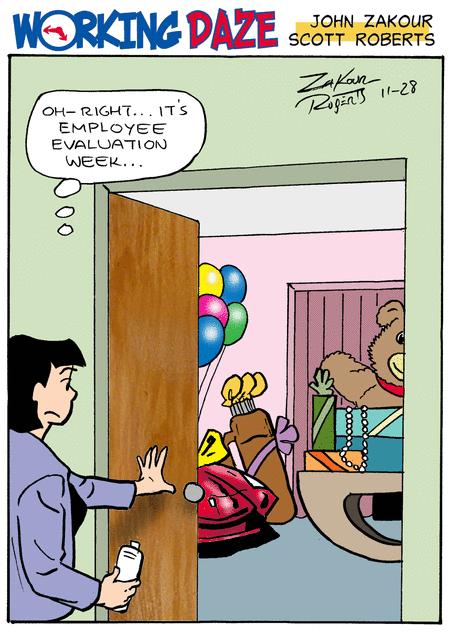 WORKING DAZE
JOHN ZAKOUR
SCOTT ROBERTS
ZAKOUR
ROBERTS 11-28
OH-RIGHT... IT'S
EMPLOYEE
EVALUATION
WEEK...